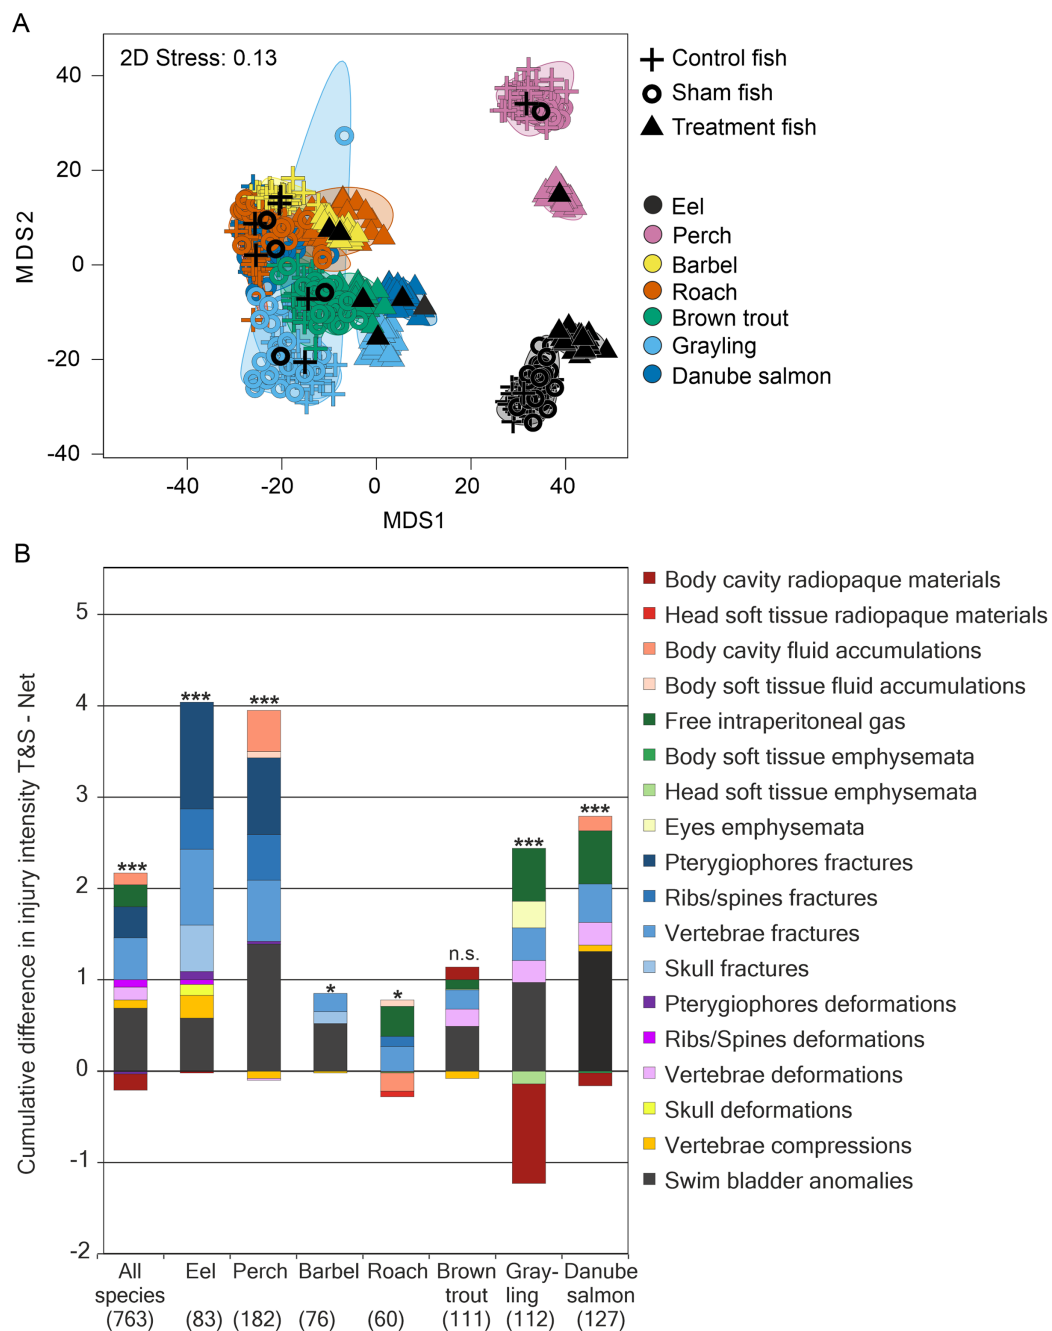 A
2D Stress: 0.13
40
20
0
-20
-40
MDS2
-40
-20
0
20
40
MDS1
Control fish
Sham fish
Treatment fish
Eel
Perch
Barbel
Roach
Brown trout
Grayling
Danube salmon
B
Cumulative difference in injury intensity T&S - Net
5
4
3
2
1
0
-1
-2
***
***
***
*
*
n.s.
***
***
All
species
(763)
Eel
(83)
Perch
(182)
Barbel
(76)
Roach
(60)
Brown
trout
(111)
Gray-
ling
(112)
Danube
salmon
(127)
Body cavity radiopaque materials
Head soft tissue radiopaque materials
Body cavity fluid accumulations
Body soft tissue fluid accumulations
Free intraperitoneal gas
Body soft tissue emphysemata
Head soft tissue emphysemata
Eyes emphysemata
Pterygiophores fractures
Ribs/spines fractures
Vertebrae fractures
Skull fractures
Pterygiophores deformations
Ribs/Spines deformations
Vertebrae deformations
Skull deformations
Vertebrae compressions
Swim bladder anomalies